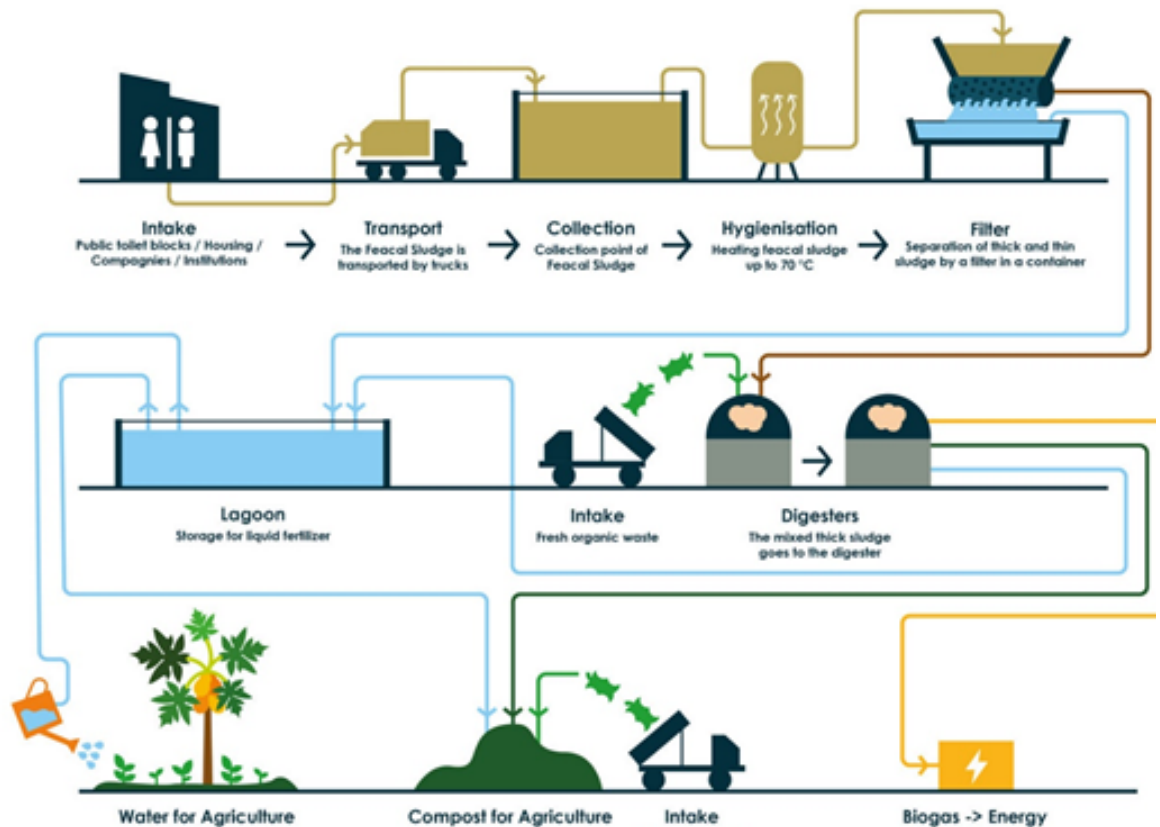 Intake
Public toilet blocks / Housing /
Compagnies / Institutions
Transport
The Feacal Sludge is
transported by trucks
Collection
Collection point of
Feacal Sludge
Hygienisation
Heating feacal sludge
up to 70 °C
Filter
Separation of thick and thin
sludge by a filter in a container
Lagoon
Storage for liquid fertilizer
Intake
Fresh organic waste
Digesters
The mixed thick sludge
goes to the digester
Water for Agriculture
Compost for Agriculture
Intake
Biogas -> Energy